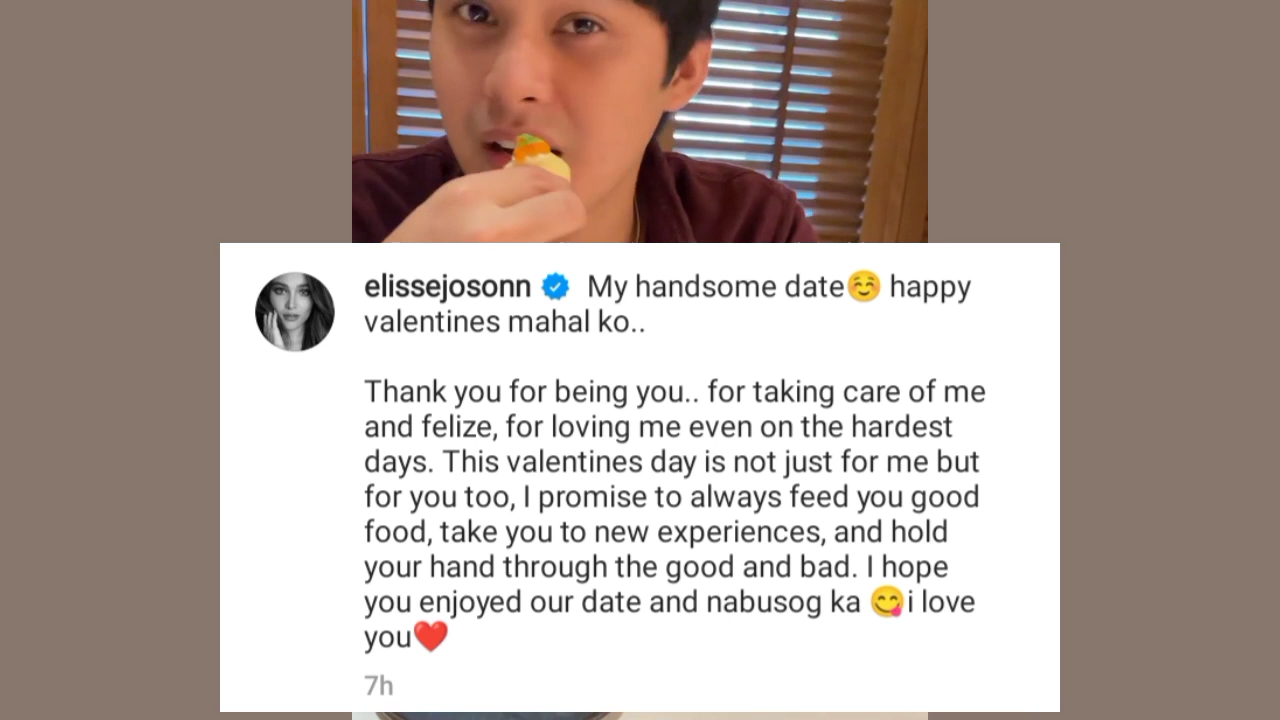 elissejosonn My handsome date☺️ happy
valentines mahal ko..
Thank you for being you.. for taking care of me
and felize, for loving me even on the hardest
days. This valentines day is not just for me but
for you too, I promise to always feed you good
food, take you to new experiences, and hold
your hand through the good and bad. I hope
you enjoyed our date and nabusog ka 😋i love
you❤️
7h